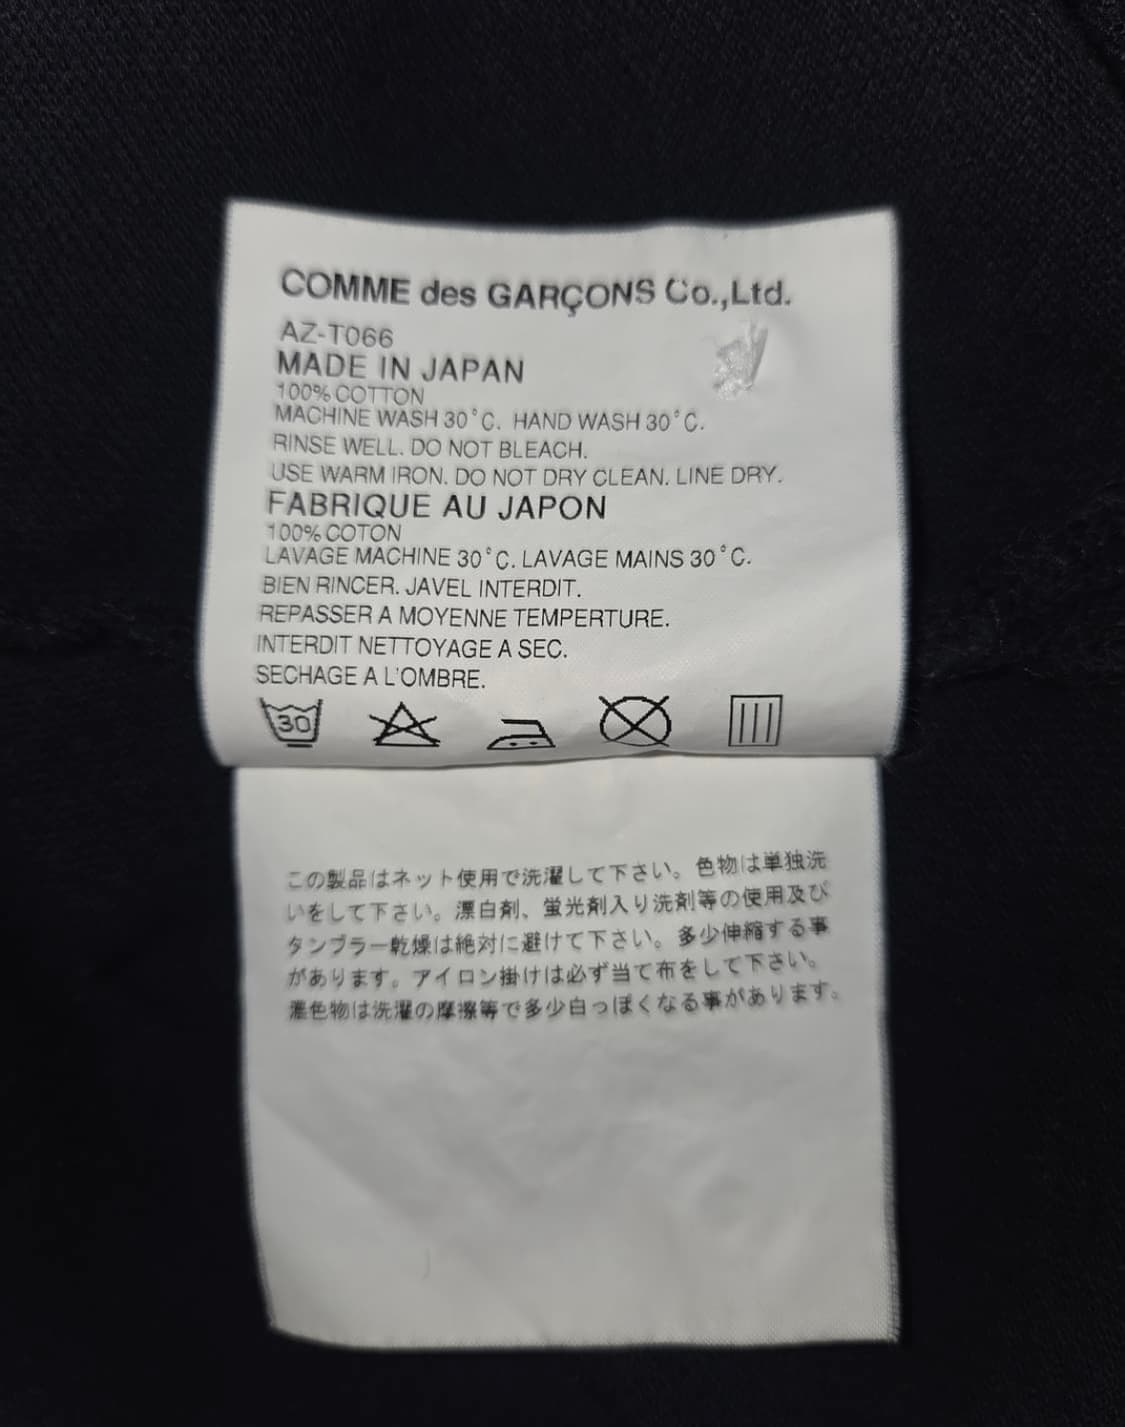 COMME des GARÇONS Co.,Ltd.
AZ-T066
MADE IN JAPAN
100% COTTON
MACHINE WASH 30°C. HAND WASH 30°C.
RINSE WELL. DO NOT BLEACH.
USE WARM IRON. DO NOT DRY CLEAN. LINE DRY.
FABRIQUE AU JAPON
100% COTON
LAVAGE MACHINE 30°C. LAVAGE MAINS 30°C.
BIEN RINCER. JAVEL INTERDIT.
REPASSER A MOYENNE TEMPERTURE.
INTERDIT NETTOYAGE A SEC.
SECHAGE A L'OMBRE.
30
この製品はネット使用で洗濯して下さい。色物は単独洗
いをして下さい。漂白剤、蛍光剤入り洗剤等の使用及び
タンブラー乾燥は絶対に避けて下さい。多少伸縮する事
があります。アイロン掛けは必ず当て布をして下さい。
濃色物は洗濯の摩擦等で多少白っぽくなる事があります。